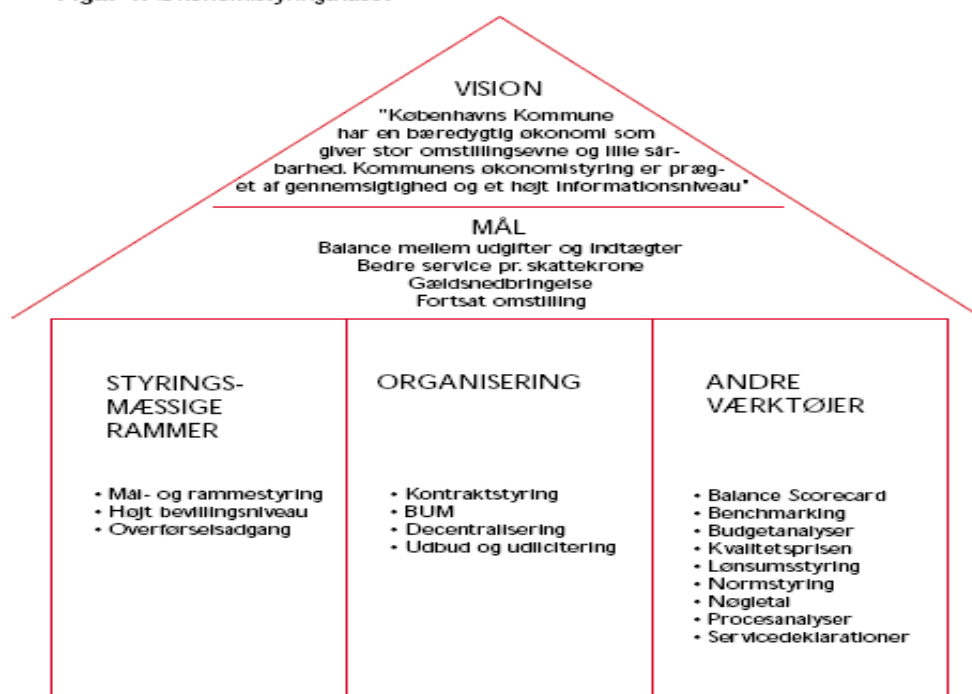 VISION
"Københavns Kommune
har en bæredygtig økonomi som
giver stor omstillingsevne og lille sår-
barhed. Kommunens økonomistyring er præg-
et af gennemsigtighed og et højt informationsniveau"
MÅL
Balance mellem udgifter og indtægter
Bedre service pr. skattekrone
Gældsnedbringelse
Fortsat omstilling
STYRINGS-
MÆSSIGE
RAMMER
• Mål- og rammestyring
• Højt bevillingsniveau
• Overførselsadgang
ORGANISERING
• Kontraktstyring
• BUM
• Decentralisering
• Udbud og udlicitering
ANDRE
VÆRKTØJER
• Balance Scorecard
• Benchmarking
• Budgetanalyser
• Kvalitetsprisen
• Lønsumsstyring
• Normstyring
• Nøgletal
• Procesanalyser
• Servicedeklarationer